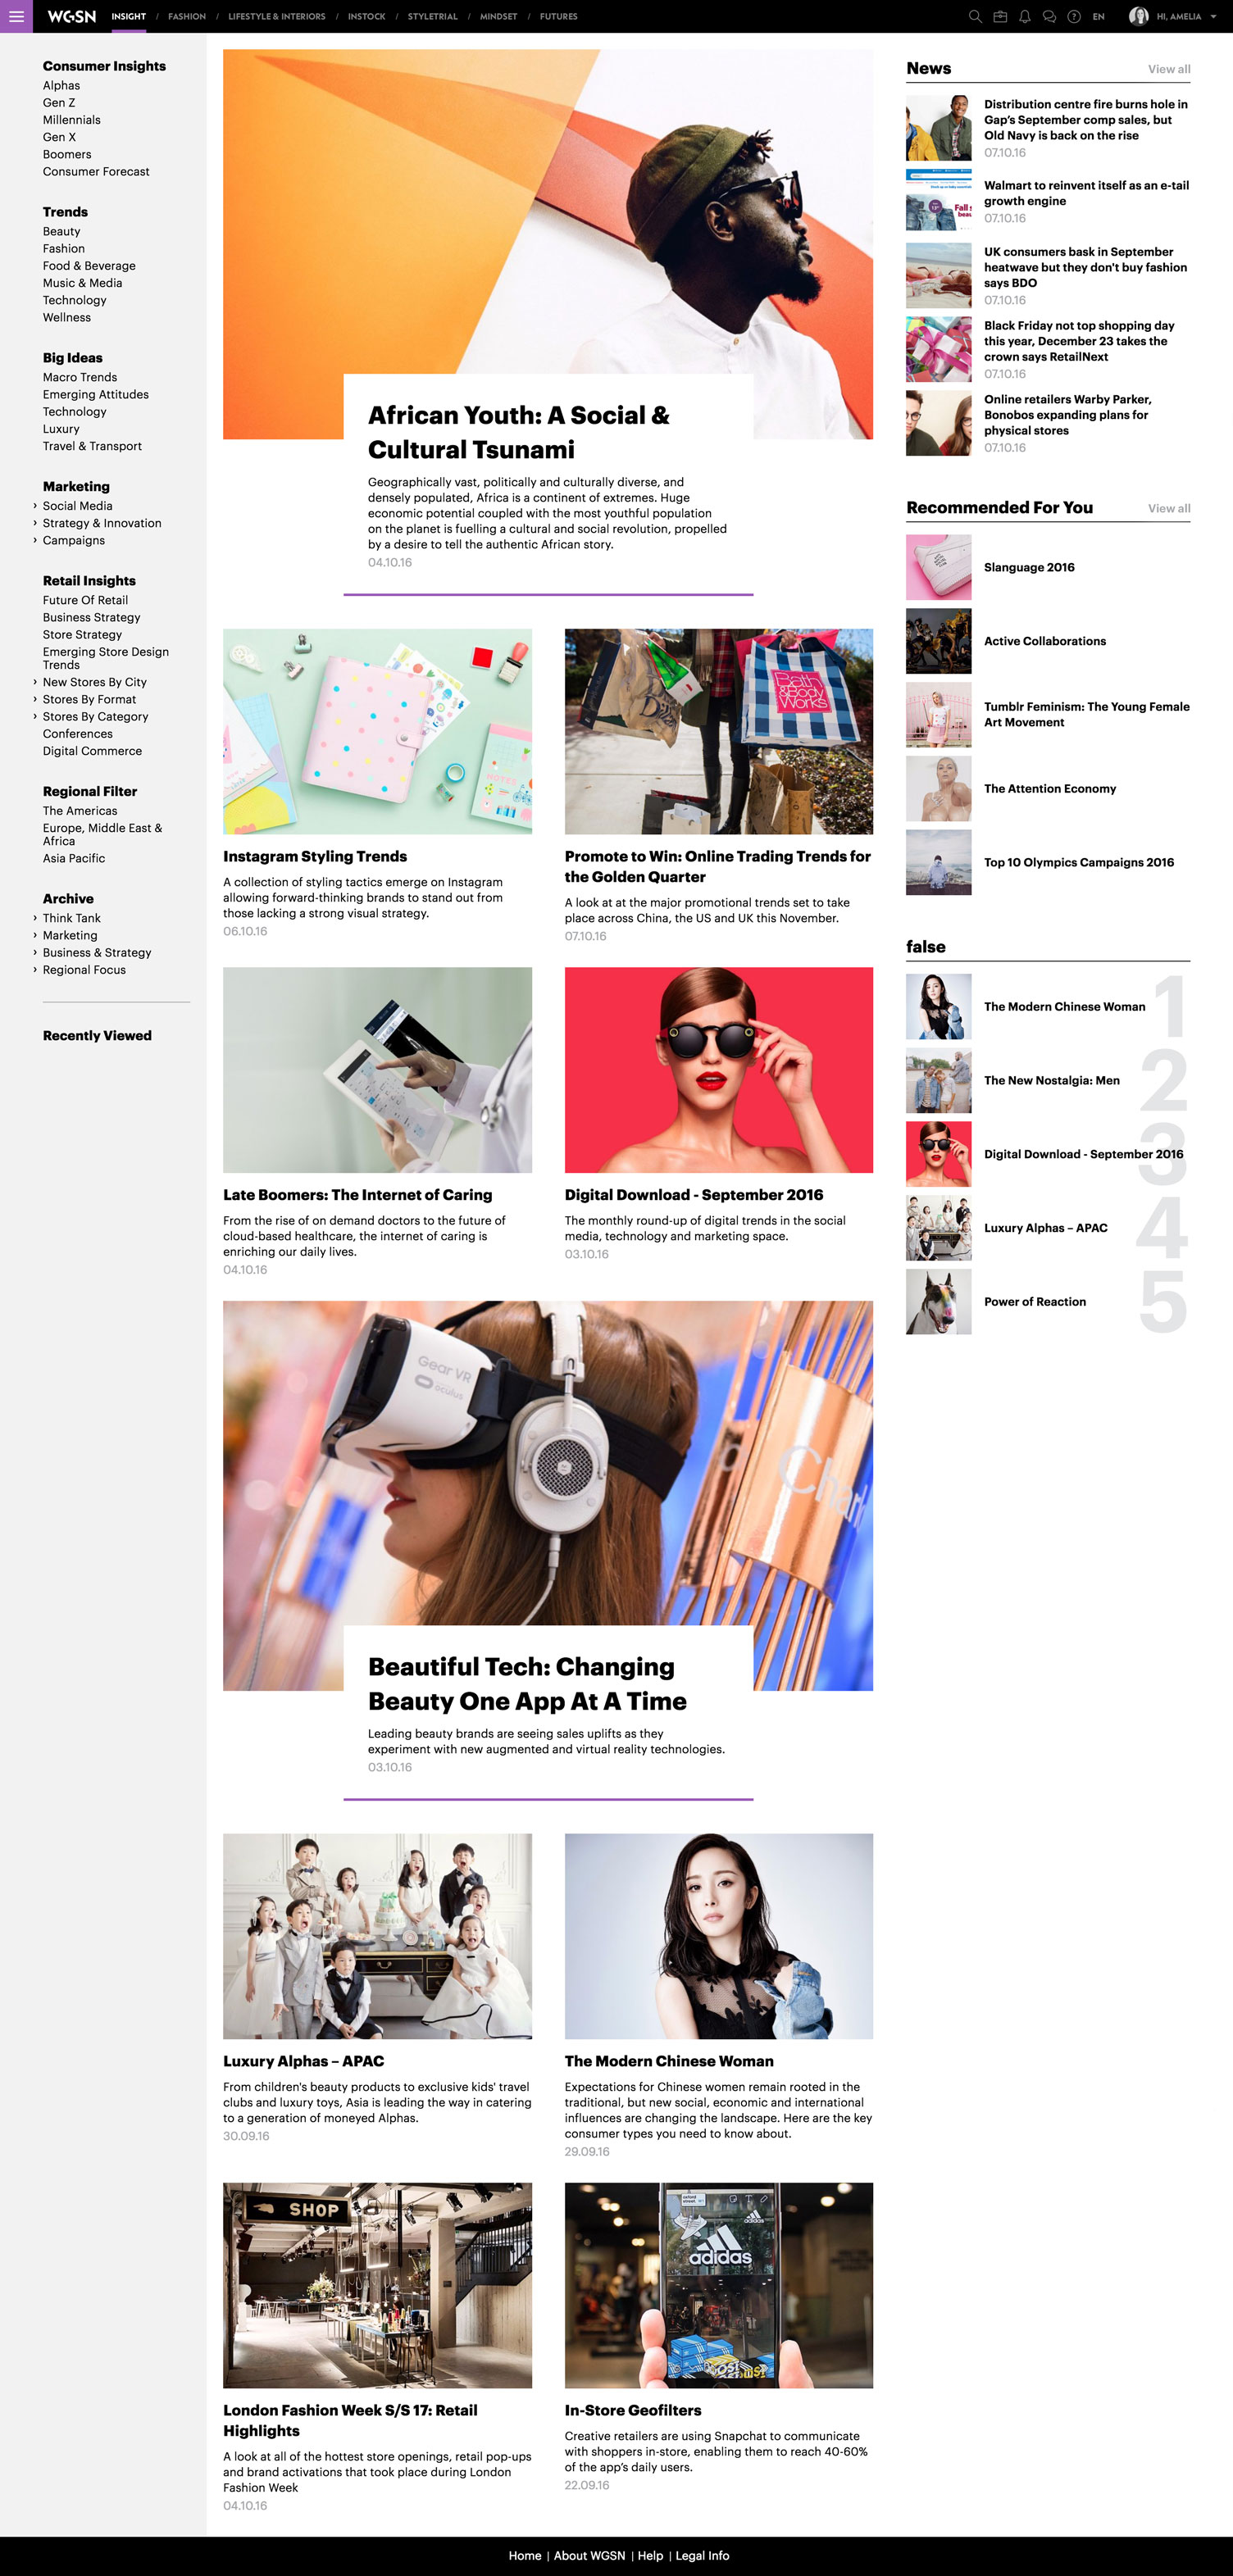 WGSN INSIGHT / FASHION / LIFESTYLE & INTERIORS / INSTOCK / STYLETRIAL / MINDSET / FUTURES
EN HI, AMELIA
Consumer Insights
Alphas
Gen Z
Millennials
Gen X
Boomers
Consumer Forecast
Trends
Beauty
Fashion
Food & Beverage
Music & Media
Technology
Wellness
Big Ideas
Macro Trends
Emerging Attitudes
Technology
Luxury
Travel & Transport
Marketing
› Social Media
› Strategy & Innovation
› Campaigns
Retail Insights
Future Of Retail
Business Strategy
Store Strategy
Emerging Store Design
Trends
› New Stores By City
› Stores By Format
› Stores By Category
Conferences
Digital Commerce
Regional Filter
The Americas
Europe, Middle East &
Africa
Asia Pacific
Archive
› Think Tank
› Marketing
› Business & Strategy
› Regional Focus
Recently Viewed
African Youth: A Social &
Cultural Tsunami
Geographically vast, politically and culturally diverse, and
densely populated, Africa is a continent of extremes. Huge
economic potential coupled with the most youthful population
on the planet is fuelling a cultural and social revolution, propelled
by a desire to tell the authentic African story.
04.10.16
NOTES
Bath
& Body
Works
Instagram Styling Trends
A collection of styling tactics emerge on Instagram
allowing forward-thinking brands to stand out from
those lacking a strong visual strategy.
06.10.16
Promote to Win: Online Trading Trends for
the Golden Quarter
A look at at the major promotional trends set to take
place across China, the US and UK this November.
07.10.16
Late Boomers: The Internet of Caring
From the rise of on demand doctors to the future of
cloud-based healthcare, the internet of caring is
enriching our daily lives.
04.10.16
Digital Download - September 2016
The monthly round-up of digital trends in the social
media, technology and marketing space.
03.10.16
Gear VR
oculus
Charl
Beautiful Tech: Changing
Beauty One App At A Time
Leading beauty brands are seeing sales uplifts as they
experiment with new augmented and virtual reality technologies.
03.10.16
Luxury Alphas – APAC
From children's beauty products to exclusive kids' travel
clubs and luxury toys, Asia is leading the way in catering
to a generation of moneyed Alphas.
30.09.16
The Modern Chinese Woman
Expectations for Chinese women remain rooted in the
traditional, but new social, economic and international
influences are changing the landscape. Here are the key
consumer types you need to know about.
29.09.16
SHOP
adidas
London Fashion Week S/S 17: Retail
Highlights
A look at all of the hottest store openings, retail pop-ups
and brand activations that took place during London
Fashion Week
04.10.16
In-Store Geofilters
Creative retailers are using Snapchat to communicate
with shoppers in-store, enabling them to reach 40-60%
of the app's daily users.
22.09.16
News View all
Distribution centre fire burns hole in
Gap's September comp sales, but
Old Navy is back on the rise
07.10.16
Walmart to reinvent itself as an e-tail
growth engine
07.10.16
UK consumers bask in September
heatwave but they don't buy fashion
says BDO
07.10.16
Black Friday not top shopping day
this year, December 23 takes the
crown says RetailNext
07.10.16
Online retailers Warby Parker,
Bonobos expanding plans for
physical stores
07.10.16
Recommended For You View all
Slanguage 2016
Active Collaborations
Tumblr Feminism: The Young Female
Art Movement
The Attention Economy
Top 10 Olympics Campaigns 2016
false
The Modern Chinese Woman 1
The New Nostalgia: Men 2
Digital Download - September 2016 3
Luxury Alphas – APAC 4
Power of Reaction 5
Home | About WGSN | Help | Legal Info